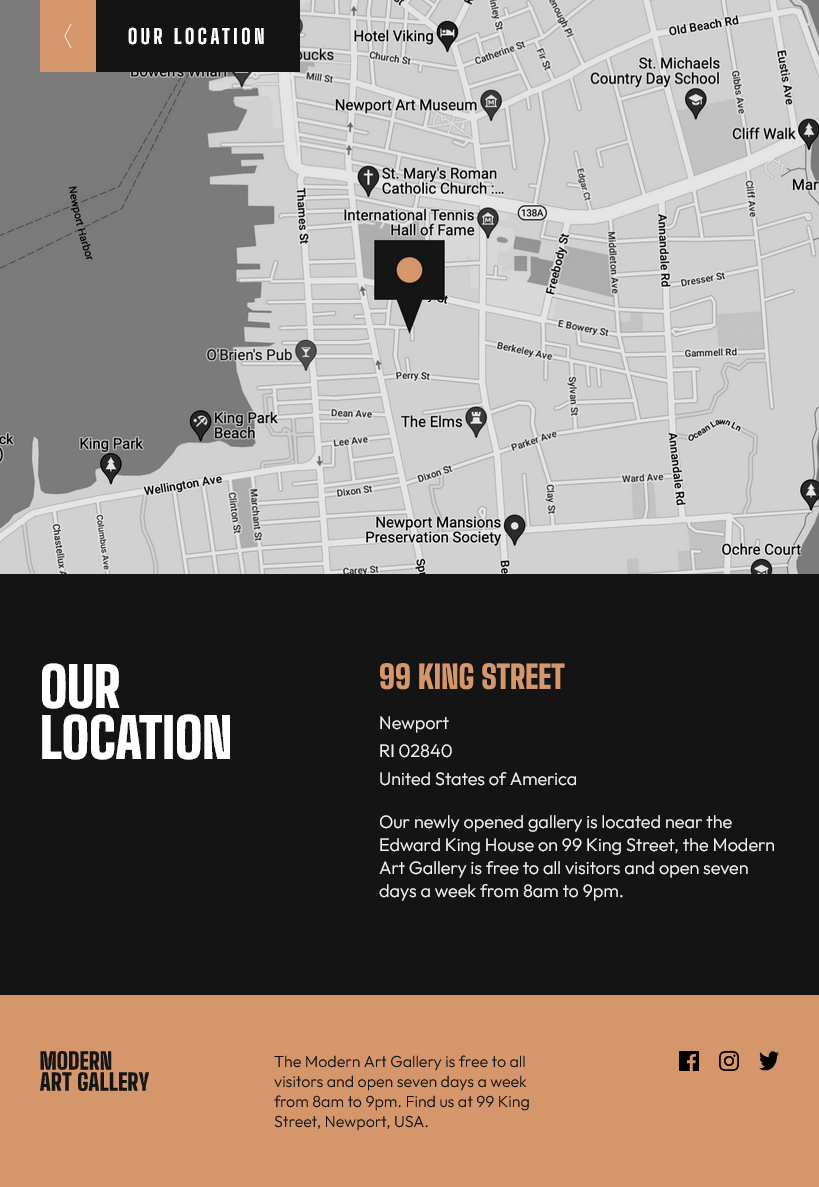 OUR LOCATION
Hotel Viking
Old Beach Rd
Catherine St
Church St
Fir St
Eustis Ave
St. Michaels
Country Day School
Gibbs Ave
Bowen's Wharf
Mill St
Newport Art Museum
Cliff Walk
St. Mary's Roman
Catholic Church :...
Edgar Ct
Cliff Ave
Newport Harbor
Thames St
International Tennis
Hall of Fame
138A
Annandale Rd
Middleton Ave
Freebody St
Dresser St
E Bowery St
Berkeley Ave
Gammell Rd
O'Brien's Pub
Perry St
Sylvan St
Dean Ave
The Elms
King Park
Beach
King Park
Lee Ave
Parker Ave
Ocean Lawn Ln
Annandale Rd
Wellington Ave
Dixon St
Dixon St
Ward Ave
Clinton St
Marchant St
Clay St
Columbus Ave
Chastellux A
Newport Mansions
Preservation Society
Ochre Court
Carey St
OUR
LOCATION
99 KING STREET
Newport
RI 02840
United States of America
Our newly opened gallery is located near the
Edward King House on 99 King Street, the Modern
Art Gallery is free to all visitors and open seven
days a week from 8am to 9pm.
MODERN
ART GALLERY
The Modern Art Gallery is free to all
visitors and open seven days a week
from 8am to 9pm. Find us at 99 King
Street, Newport, USA.